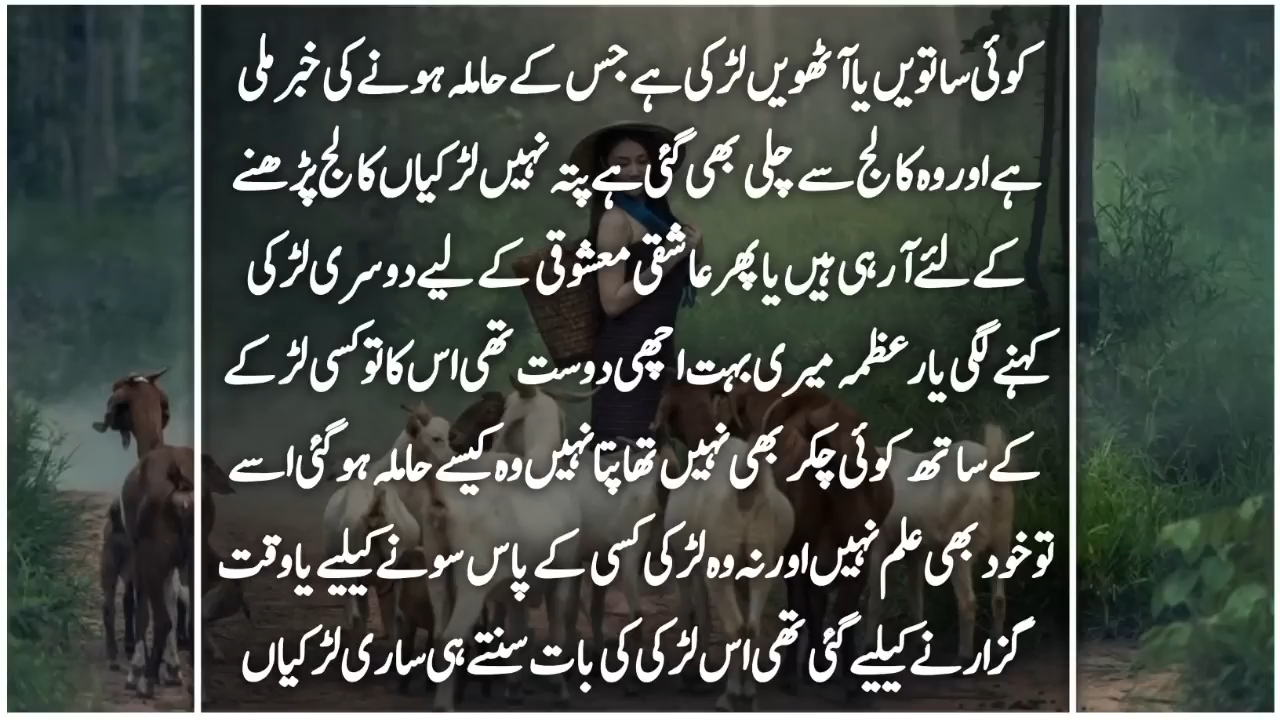 کوئی ساتویں یا آٹھویں لڑکی ہے جس کے حاملہ ہونے کی خبر ملی
ہے اور وہ کالج سے چلی بھی گئی ہے پتہ نہیں لڑکیاں کالج پڑھنے
کے لئے آرہی ہیں یا پھر عاشقی معشوقی کے لیے دوسری لڑکی
کہنے لگی یار عظمہ میری بہت اچھی دوست تھی اس کا تو کسی لڑکے
کے ساتھ کوئی چکر بھی نہیں تھا پتا نہیں وہ کیسے حاملہ ہوگئی اسے
تو خود بھی علم نہیں اور نہ وہ لڑکی کسی کے پاس سونے کیلیے یا وقت
گزارنے کیلیے گئی تھی اس لڑکی کی بات سنتے ہی ساری لڑکیاں